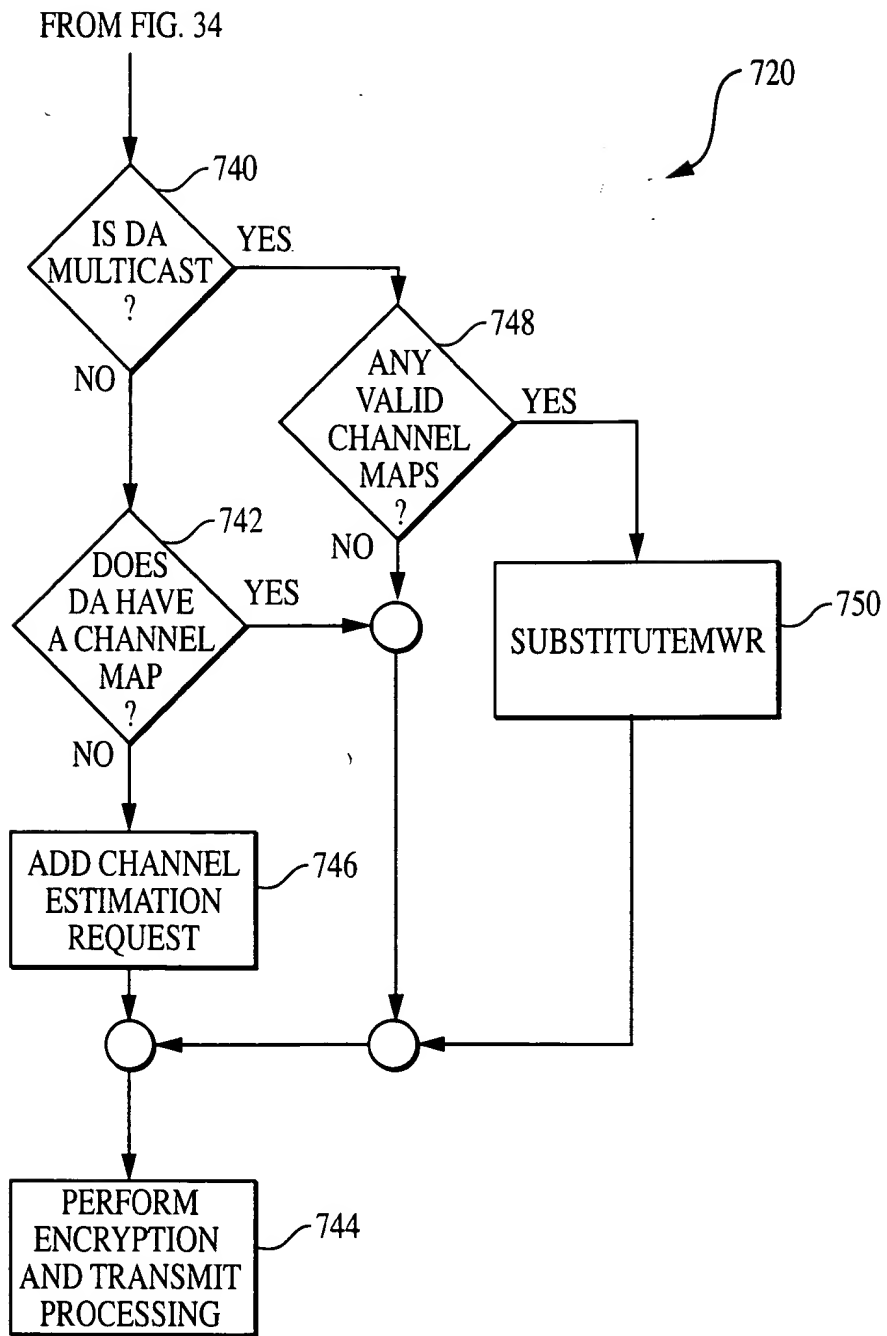 FROM FIG. 34
720
740
IS DA
MULTICAST
?
YES
NO
748
ANY
VALID
CHANNEL
MAPS
?
YES
NO
742
DOES
DA HAVE
A CHANNEL
MAP
?
YES
NO
750
SUBSTITUTEMWR
746
ADD CHANNEL
ESTIMATION
REQUEST
744
PERFORM
ENCRYPTION
AND TRANSMIT
PROCESSING